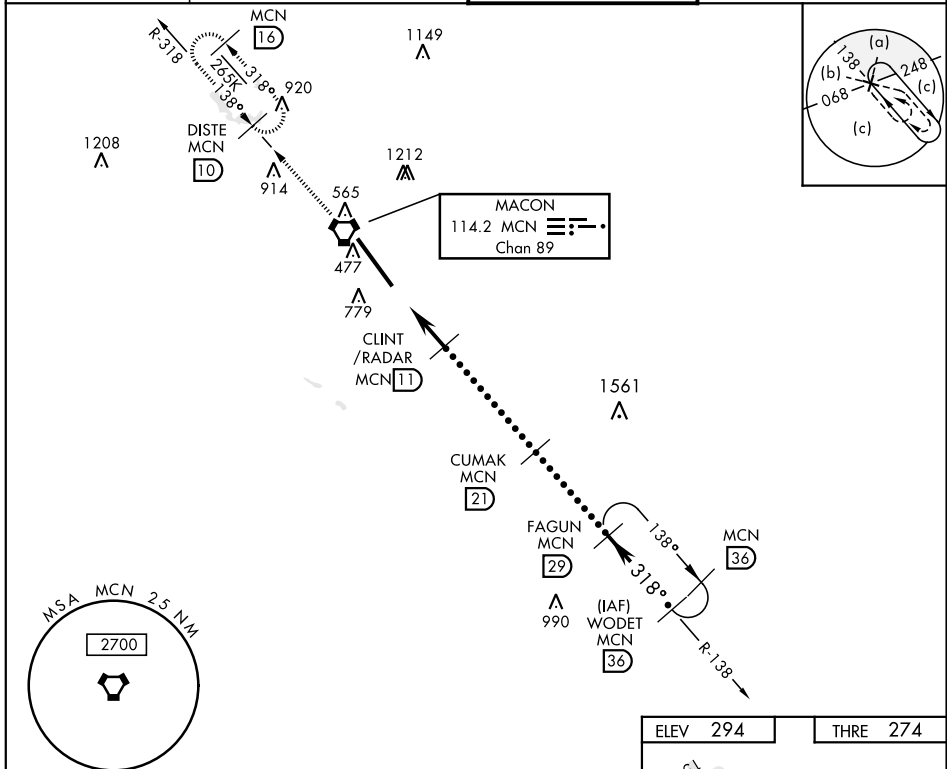 MCN
16
R-318
265K
318°
138°
1149
920
DISTE
MCN
10
1208
914
1212
565
MACON
114.2 MCN
Chan 89
477
779
CLINT
/RADAR
MCN 11
1561
CUMAK
MCN
21
FAGUN
MCN
29
138°
MCN
36
318°
990
(IAF)
WODET
MCN
36
R-138
(a)
138
248
(b)
(c)
068
(c)
MSA MCN 25 NM
2700
ELEV 294
THRE 274